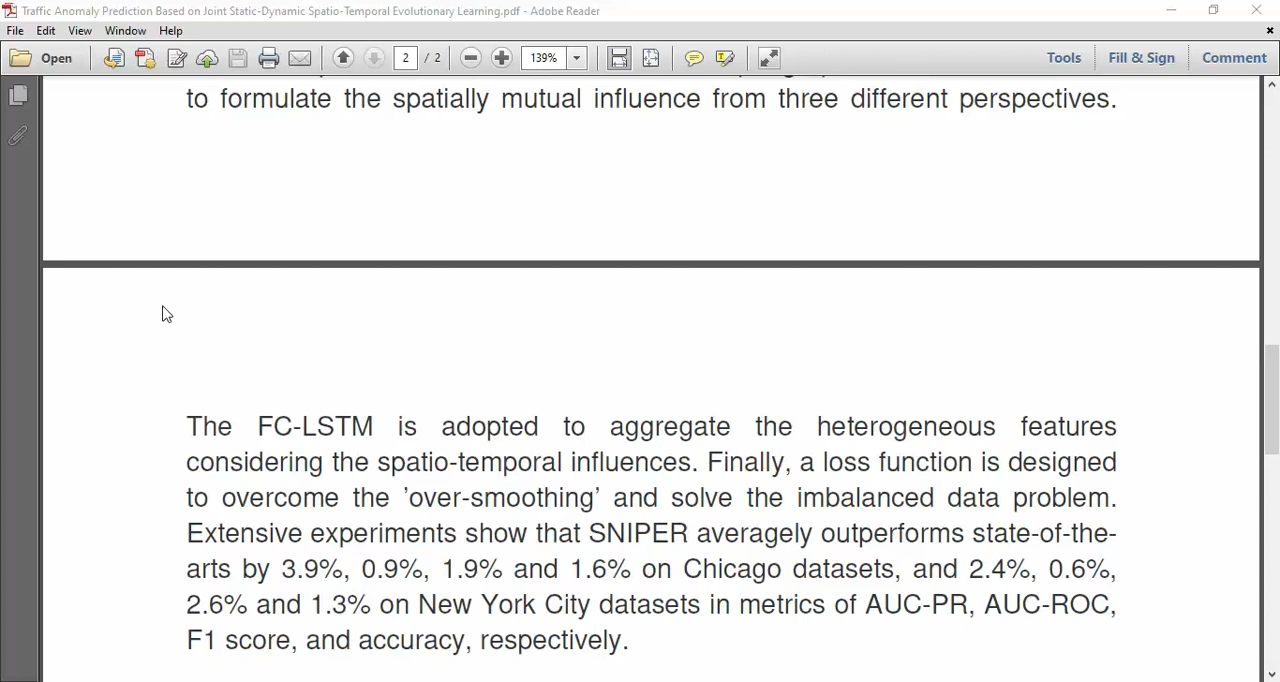 Traffic Anomaly Prediction Based on Joint Static-Dynamic Spatio-Temporal Evolutionary Learning.pdf - Adobe Reader
File Edit View Window Help
Open 2 / 2 139% Tools Fill & Sign Comment
to formulate the spatially mutual influence from three different perspectives.
The FC-LSTM is adopted to aggregate the heterogeneous features
considering the spatio-temporal influences. Finally, a loss function is designed
to overcome the 'over-smoothing' and solve the imbalanced data problem.
Extensive experiments show that SNIPER averagely outperforms state-of-the-
arts by 3.9%, 0.9%, 1.9% and 1.6% on Chicago datasets, and 2.4%, 0.6%,
2.6% and 1.3% on New York City datasets in metrics of AUC-PR, AUC-ROC,
F1 score, and accuracy, respectively.